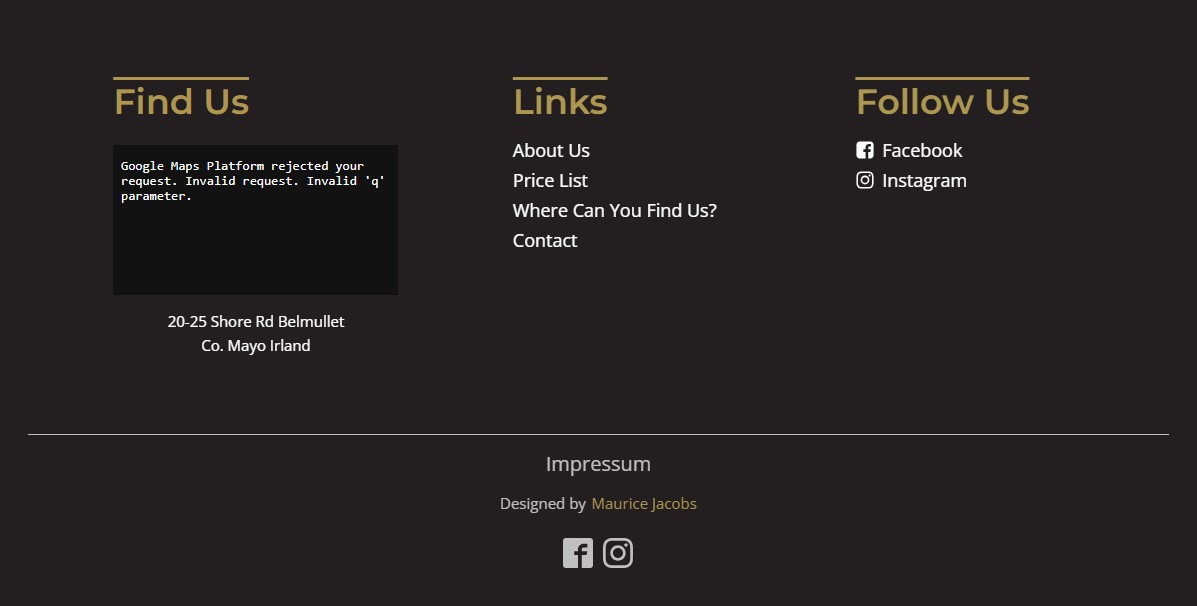 Find Us
Google Maps Platform rejected your
request. Invalid request. Invalid 'q'
parameter.
20-25 Shore Rd Belmullet
Co. Mayo Irland
Links
About Us
Price List
Where Can You Find Us?
Contact
Follow Us
Facebook
Instagram
Impressum
Designed by Maurice Jacobs